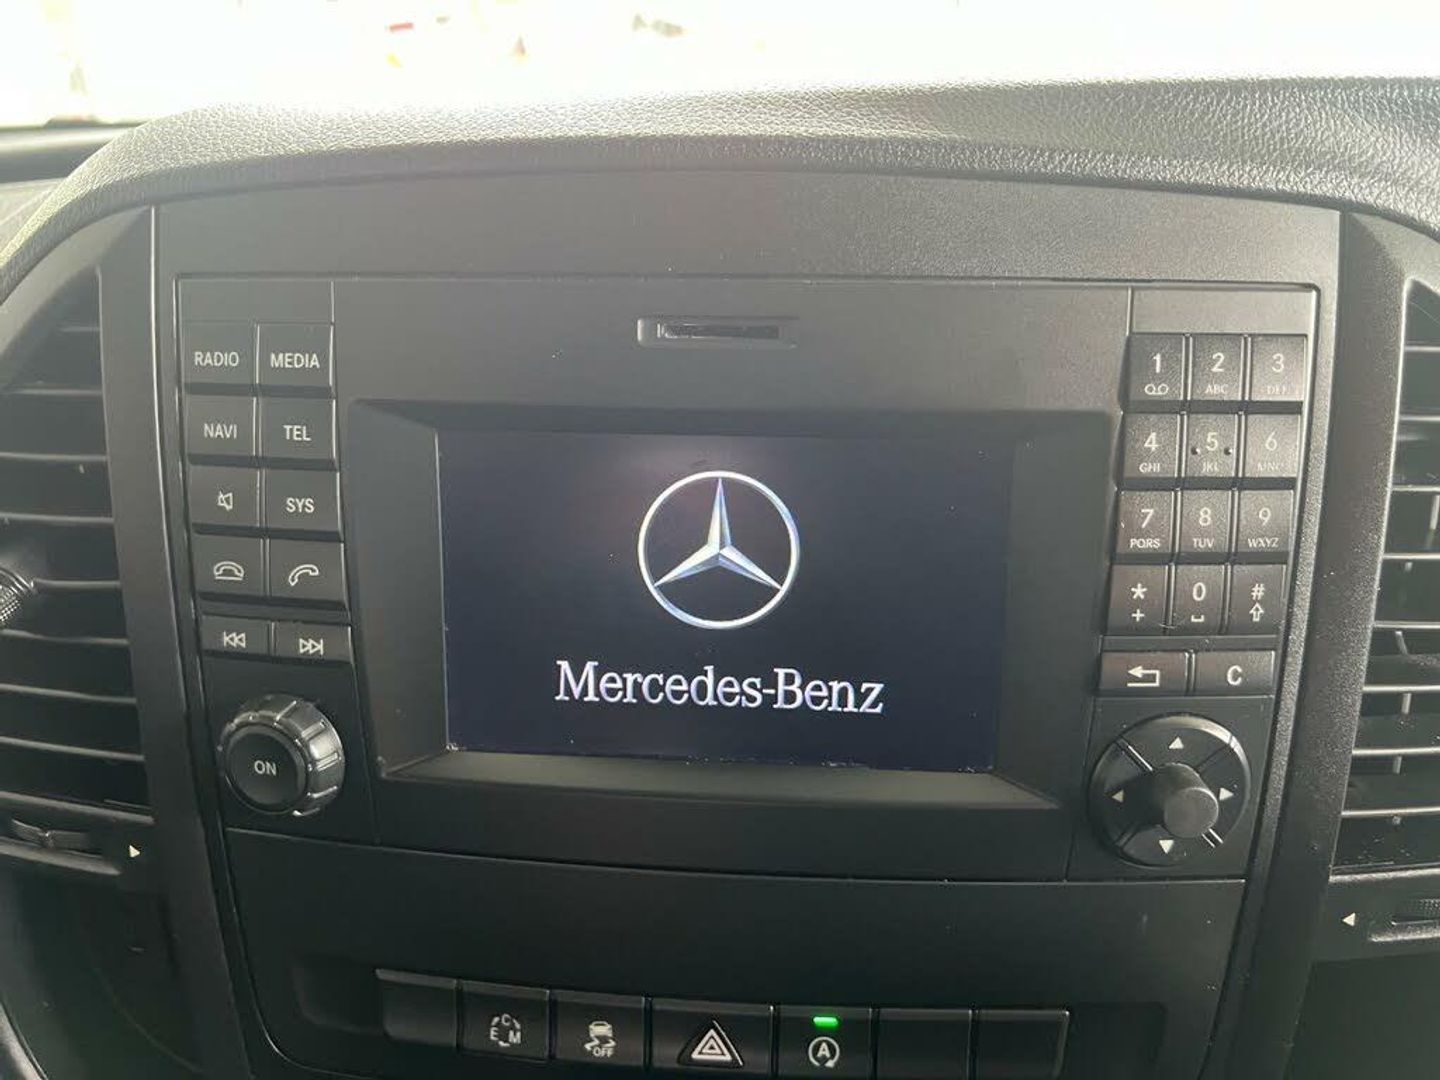 RADIO MEDIA
NAVI TEL
SYS
ON
Mercedes-Benz
1 2 3
ABC DEF
4 5 6
GHI JKL MNO
7 8 9
PQRS TUV WXYZ
* 0 #
+
C
C
E M
OFF
A